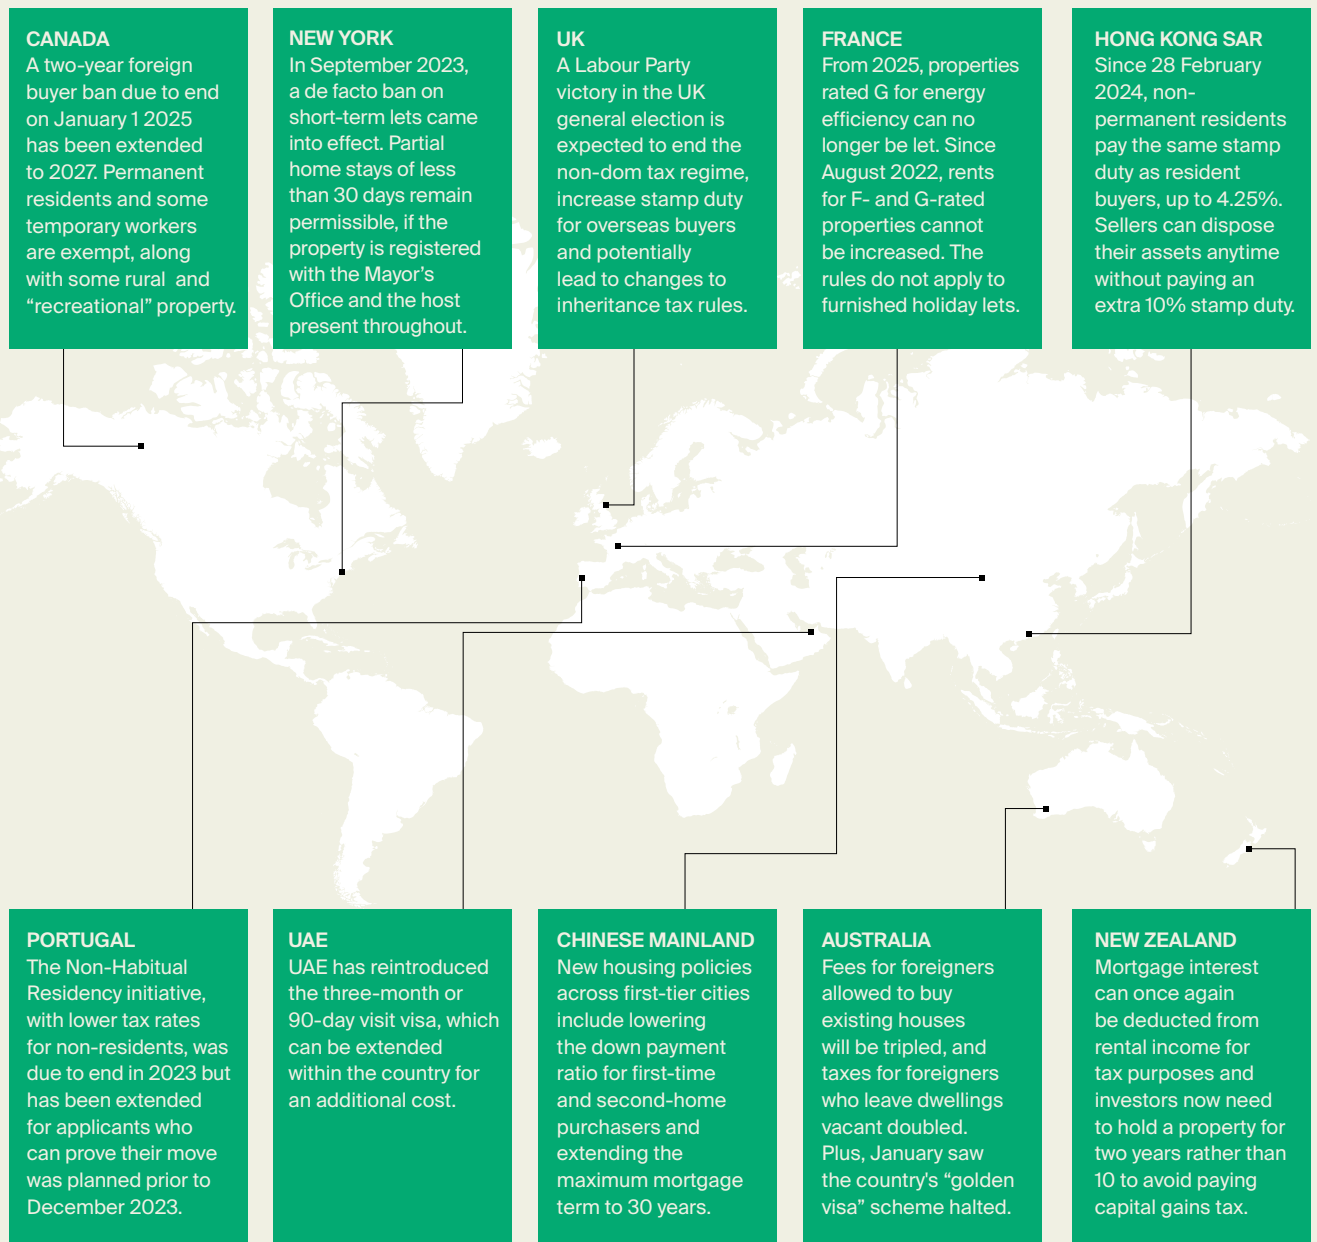 CANADA
A two-year foreign
buyer ban due to end
on January 1 2025
has been extended
to 2027. Permanent
residents and some
temporary workers
are exempt, along
with some rural and
“recreational” property.
NEW YORK
In September 2023,
a de facto ban on
short-term lets came
into effect. Partial
home stays of less
than 30 days remain
permissible, if the
property is registered
with the Mayor’s
Office and the host
present throughout.
UK
A Labour Party
victory in the UK
general election is
expected to end the
non-dom tax regime,
increase stamp duty
for overseas buyers
and potentially
lead to changes to
inheritance tax rules.
FRANCE
From 2025, properties
rated G for energy
efficiency can no
longer be let. Since
August 2022, rents
for F- and G-rated
properties cannot
be increased. The
rules do not apply to
furnished holiday lets.
HONG KONG SAR
Since 28 February
2024, non-
permanent residents
pay the same stamp
duty as resident
buyers, up to 4.25%.
Sellers can dispose
their assets anytime
without paying an
extra 10% stamp duty.
PORTUGAL
The Non-Habitual
Residency initiative,
with lower tax rates
for non-residents, was
due to end in 2023 but
has been extended
for applicants who
can prove their move
was planned prior to
December 2023.
UAE
UAE has reintroduced
the three-month or
90-day visit visa, which
can be extended
within the country for
an additional cost.
CHINESE MAINLAND
New housing policies
across first-tier cities
include lowering
the down payment
ratio for first-time
and second-home
purchasers and
extending the
maximum mortgage
term to 30 years.
AUSTRALIA
Fees for foreigners
allowed to buy
existing houses
will be tripled, and
taxes for foreigners
who leave dwellings
vacant doubled.
Plus, January saw
the country's “golden
visa” scheme halted.
NEW ZEALAND
Mortgage interest
can once again
be deducted from
rental income for
tax purposes and
investors now need
to hold a property for
two years rather than
10 to avoid paying
capital gains tax.